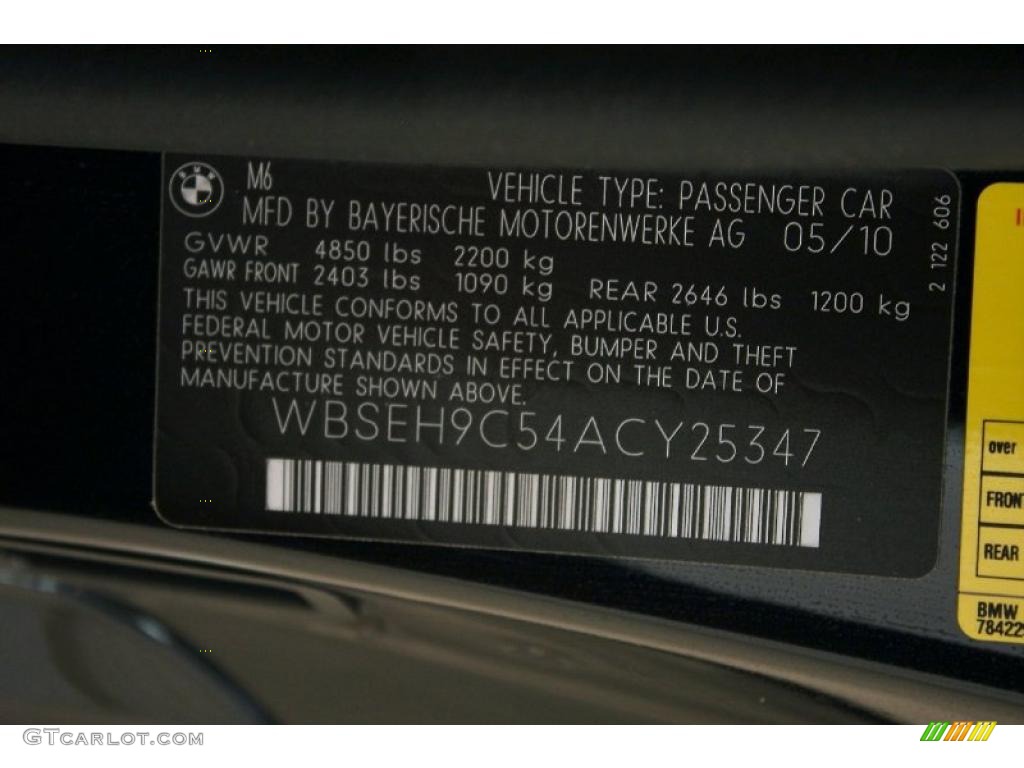 M6
VEHICLE TYPE: PASSENGER CAR
MFD BY BAYERISCHE MOTORENWERKE AG 05/10
GVWR 4850 lbs 2200 kg
GAWR FRONT 2403 lbs 1090 kg REAR 2646 lbs 1200 kg
THIS VEHICLE CONFORMS TO ALL APPLICABLE U.S.
FEDERAL MOTOR VEHICLE SAFETY, BUMPER AND THEFT
PREVENTION STANDARDS IN EFFECT ON THE DATE OF
MANUFACTURE SHOWN ABOVE.
WBSEH9C54ACY25347
2 122 606
over
FRONT
REAR
BMW
78422
GTCARLOT.COM